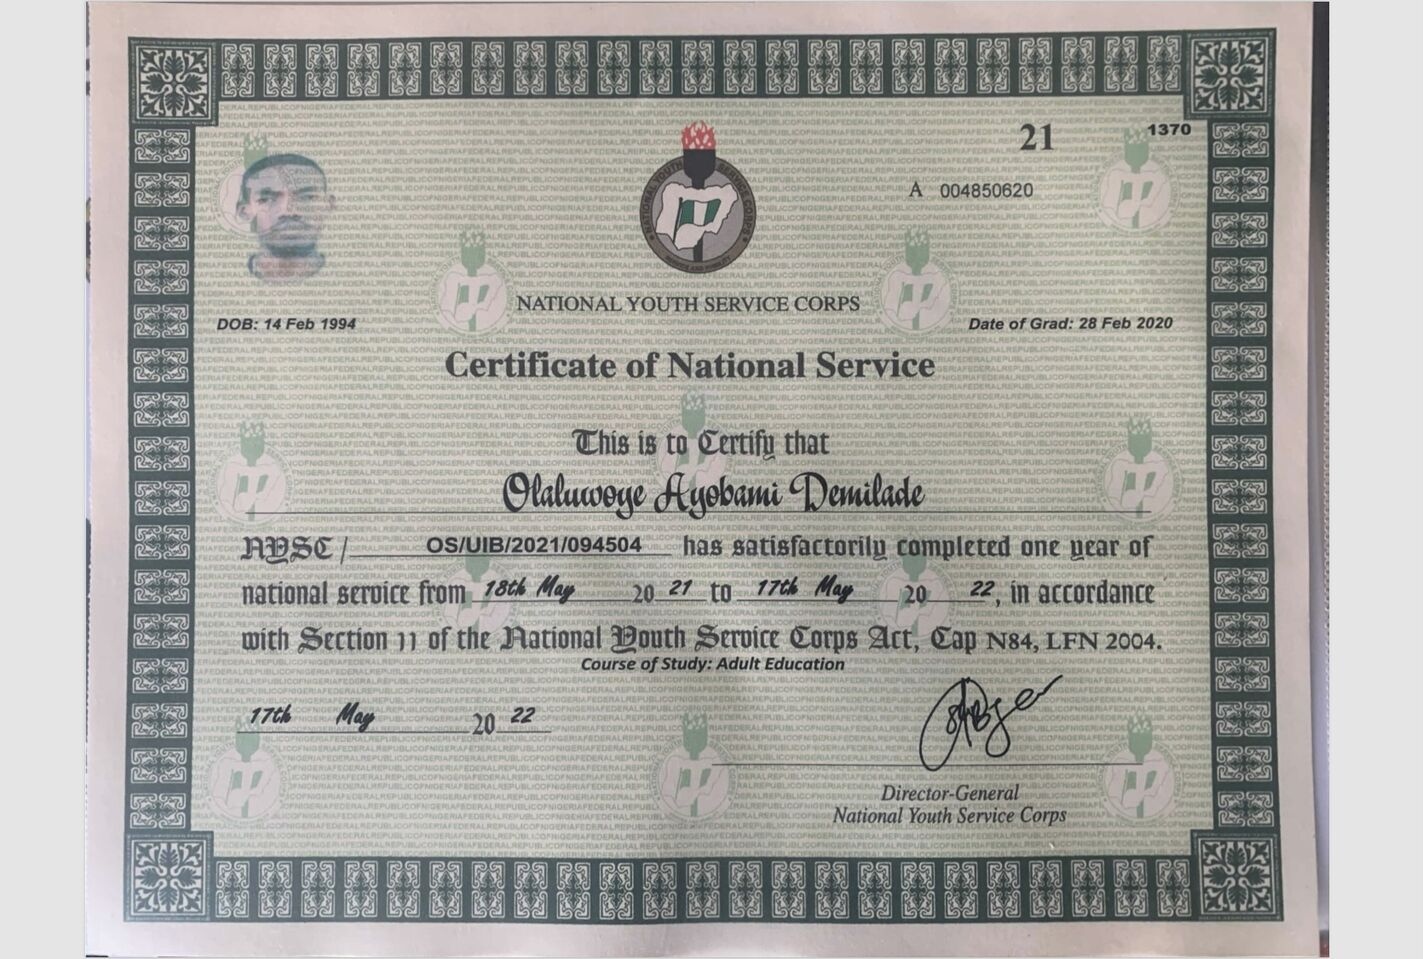 21
1370
A 004850620
NATIONAL YOUTH SERVICE CORPS
NATIONAL YOUTH SERVICE CORPS
DOB: 14 Feb 1994
Date of Grad: 28 Feb 2020
Certificate of National Service
This is to Certify that
Olaluwoye Ayobami Demilade
NYSC/ OS/UIB/2021/094504 has satisfactorily completed one year of
national service from 18th May 20 21 to 17th May 20 22, in accordance
with Section 11 of the National Youth Service Corps Act, Cap N84, LFN 2004.
Course of Study: Adult Education
17th May 20 22
Director-General
National Youth Service Corps